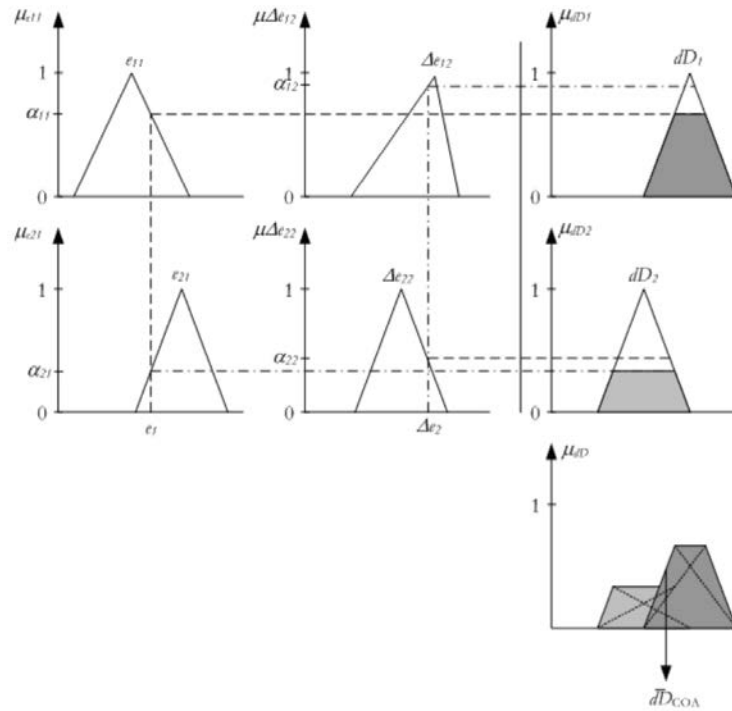 μe11 μΔe12 μdD1
e11 Δe12 dD1
1 1 1
α11 α12
0 0 0
μe21 μΔe22 μdD2
e21 Δe22 dD2
1 1 1
α21 α22
0 0 0
e1 Δe2
μdD
1
d̄DCOA